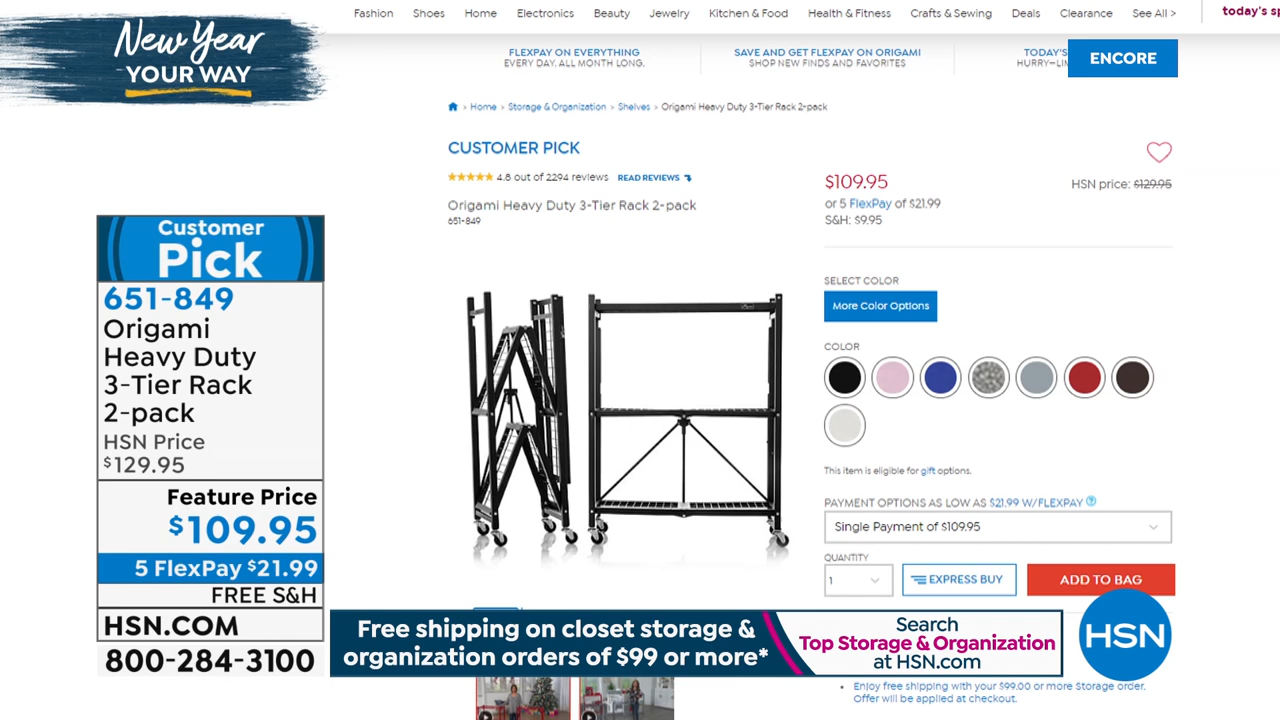 New Year
YOUR WAY
Fashion Shoes Home Electronics Beauty Jewelry Kitchen & Food Health & Fitness Crafts & Sewing Deals Clearance See All > today's sp
FLEXPAY ON EVERYTHING
EVERY DAY. ALL MONTH LONG.
SAVE AND GET FLEXPAY ON ORIGAMI
SHOP NEW FINDS AND FAVORITES
TODAY'S
HURRY—LIM
ENCORE
> Home > Storage & Organization > Shelves > Origami Heavy Duty 3-Tier Rack 2-pack
CUSTOMER PICK
4.8 out of 2294 reviews READ REVIEWS
Origami Heavy Duty 3-Tier Rack 2-pack
651-849
$109.95
HSN price: $129.95
or 5 FlexPay of $21.99
S&H: $9.95
SELECT COLOR
More Color Options
COLOR
This item is eligible for gift options.
PAYMENT OPTIONS AS LOW AS $21.99 W/FLEXPAY ?
Single Payment of $109.95
QUANTITY
1
EXPRESS BUY
ADD TO BAG
Customer
Pick
651-849
Origami
Heavy Duty
3-Tier Rack
2-pack
HSN Price
$129.95
Feature Price
$109.95
5 FlexPay $21.99
FREE S&H
HSN.COM
800-284-3100
Free shipping on closet storage &
organization orders of $99 or more*
Search
Top Storage & Organization
at HSN.com
HSN
Enjoy free shipping with your $99.00 or more Storage order.
Offer will be applied at checkout.